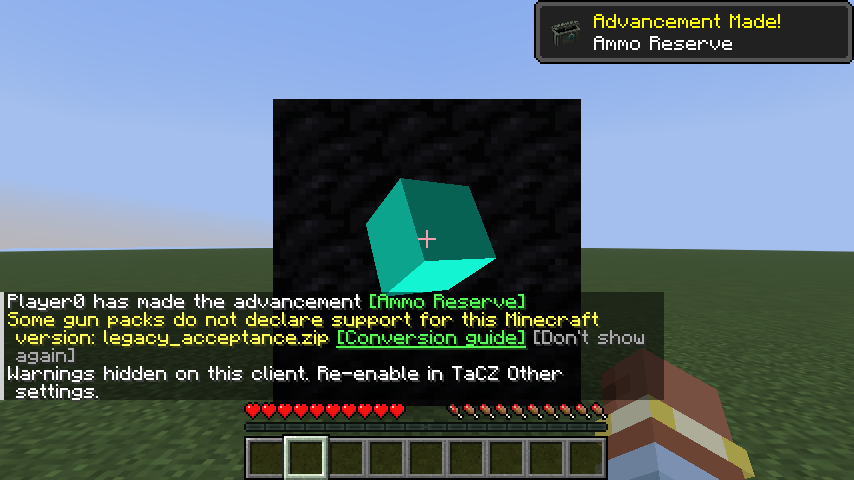 Advancement Made!
Ammo Reserve
Player0 has made the advancement [Ammo Reserve]
Some gun packs do not declare support for this Minecraft
version: legacy_acceptance.zip [Conversion guide] [Don't show
again]
Warnings hidden on this client. Re-enable in TaCZ Other
settings.